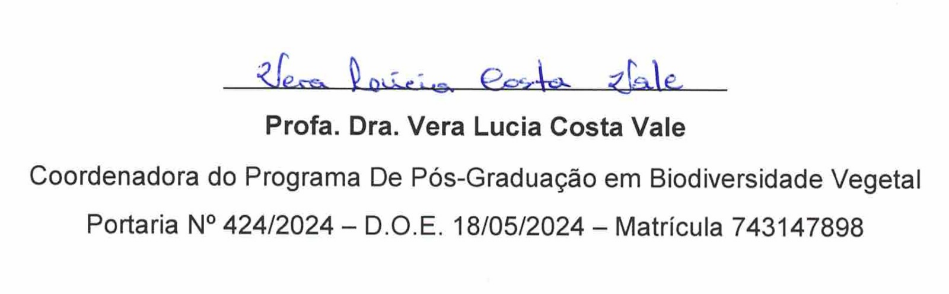 Vera Lúcia Costa Vale
Profa. Dra. Vera Lucia Costa Vale
Coordenadora do Programa De Pós-Graduação em Biodiversidade Vegetal
Portaria Nº 424/2024 – D.O.E. 18/05/2024 – Matrícula 743147898